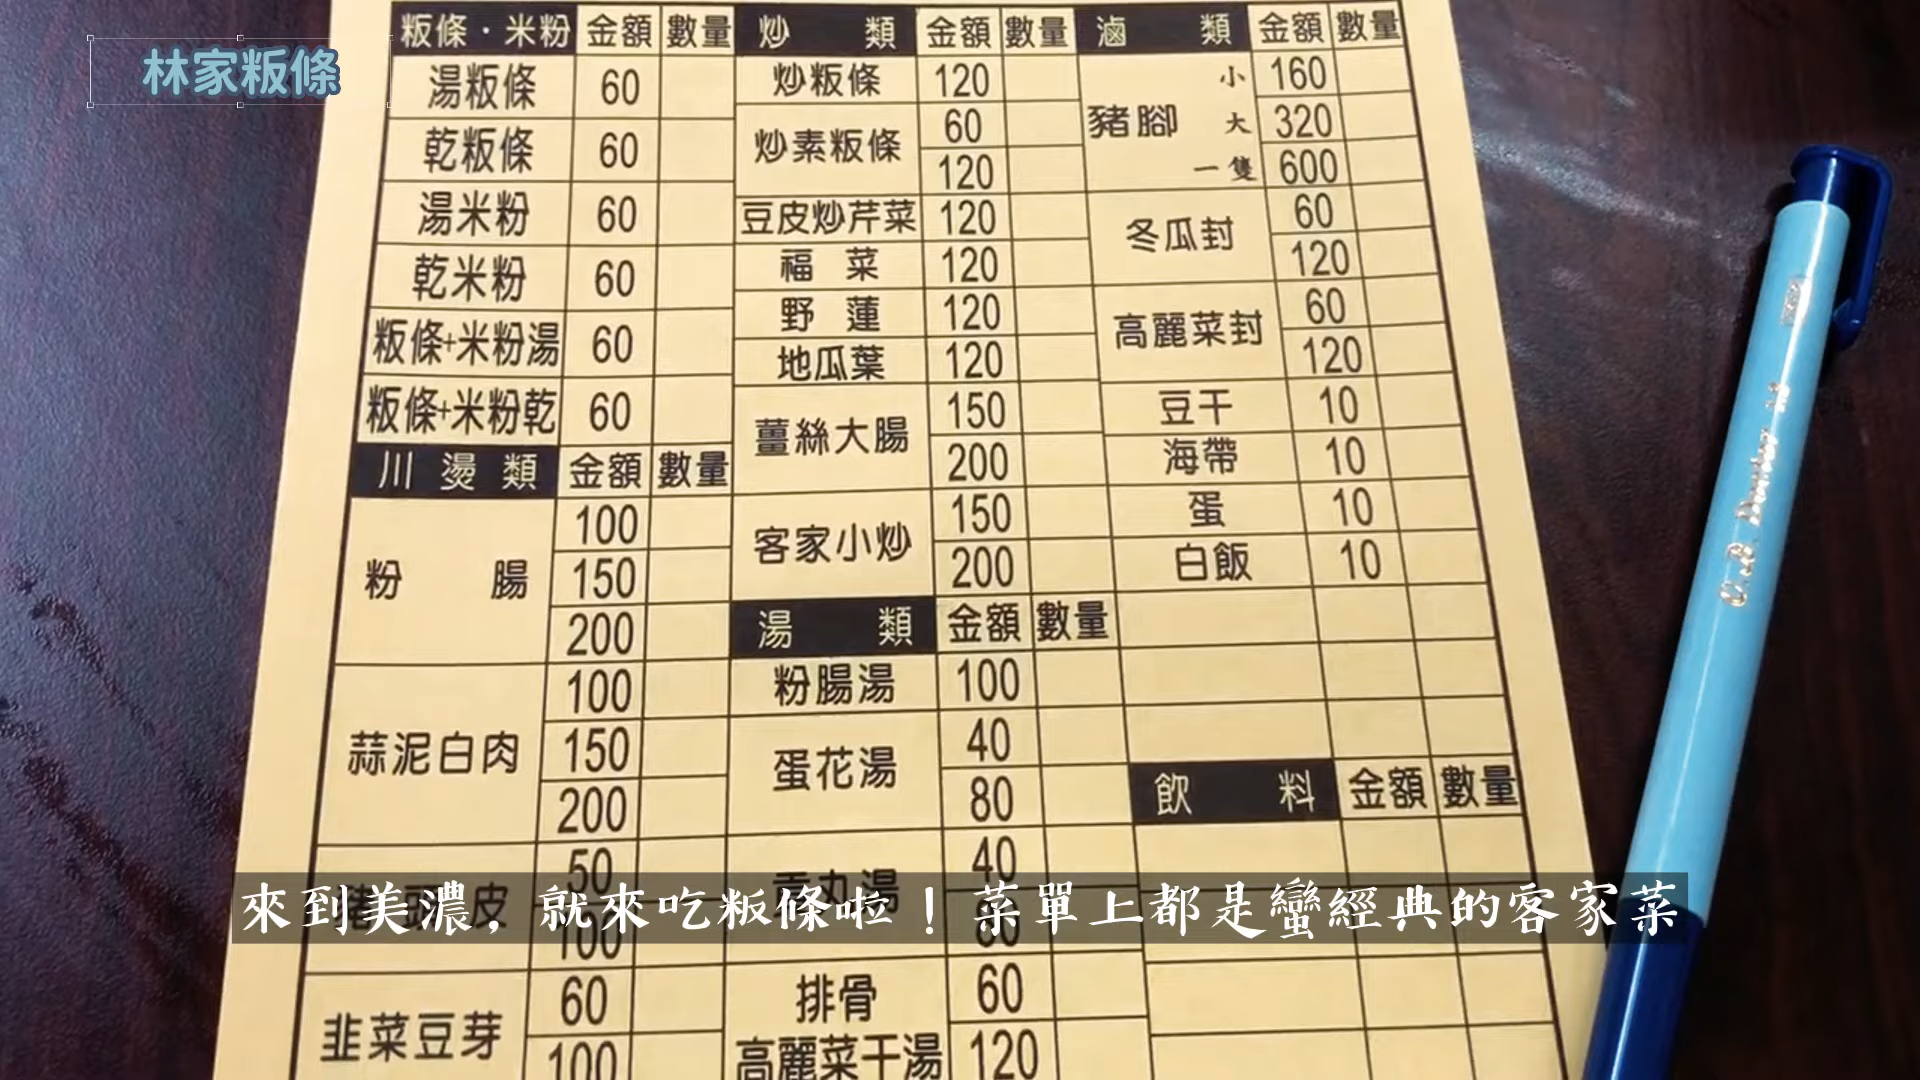 林家粄條
粄條·米粉 金額 數量
湯粄條 60
乾粄條 60
湯米粉 60
乾米粉 60
粄條+米粉湯 60
粄條+米粉乾 60
川燙類 金額 數量
粉腸 100
150
200
蒜泥白肉 100
150
200
50
皮
100
韭菜豆芽 60
100
炒類 金額 數量
炒粄條 120
炒素粄條 60
120
豆皮炒芹菜 120
福菜 120
野蓮 120
地瓜葉 120
薑絲大腸 150
200
客家小炒 150
200
湯類 金額 數量
粉腸湯 100
蛋花湯 40
80
丸湯 40
80
排骨
高麗菜干湯 60
120
滷類 金額 數量
豬腳 小 160
大 320
一隻 600
冬瓜封 60
120
高麗菜封 60
120
豆干 10
海帶 10
蛋 10
白飯 10
飲料 金額 數量
來到美濃，就來吃粄條啦！菜單上都是蠻經典的客家菜